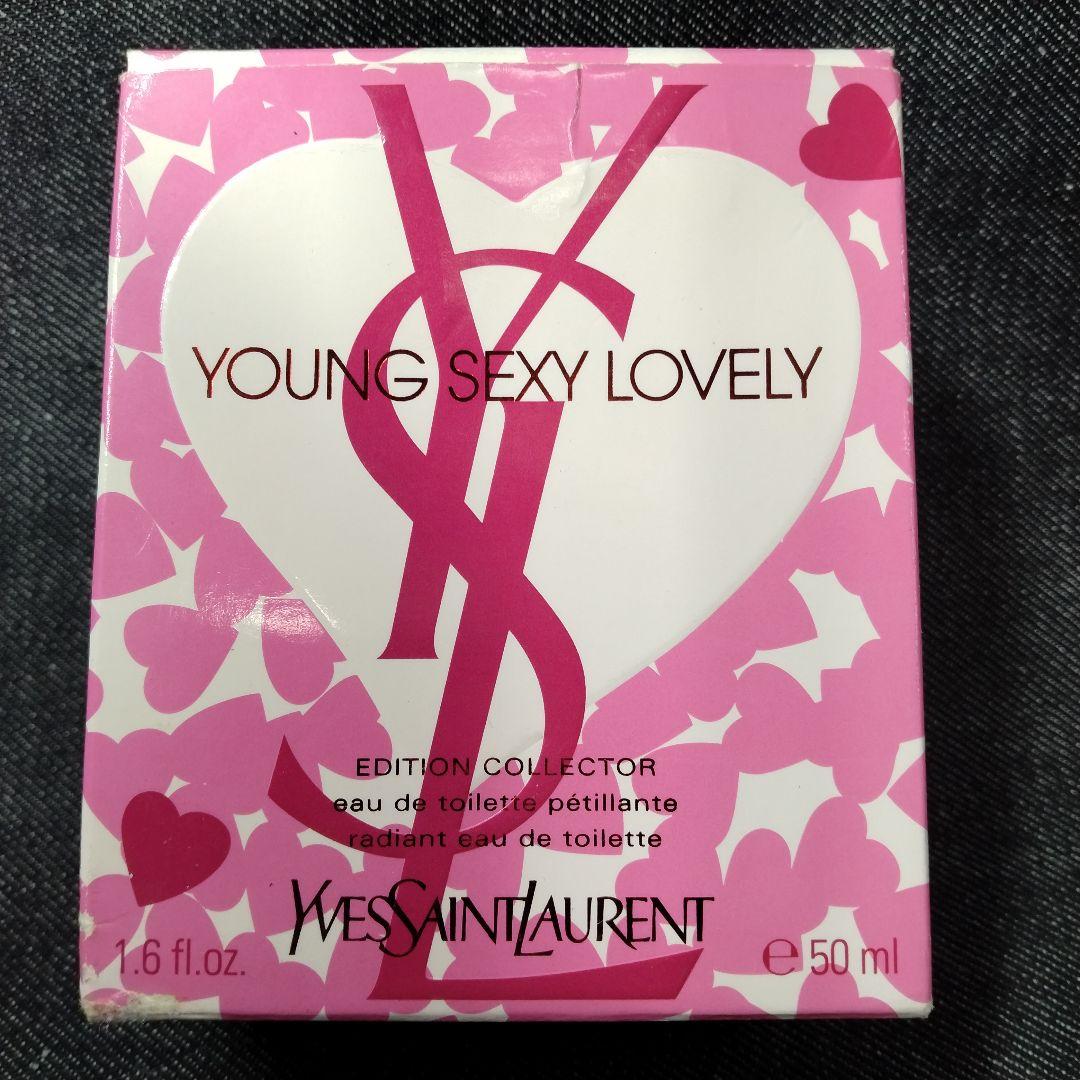 YSL
YOUNG SEXY LOVELY
EDITION COLLECTOR
eau de toilette pétillante
radiant eau de toilette
YVESSAINTLAURENT
1.6 fl.oz.
℮ 50 ml